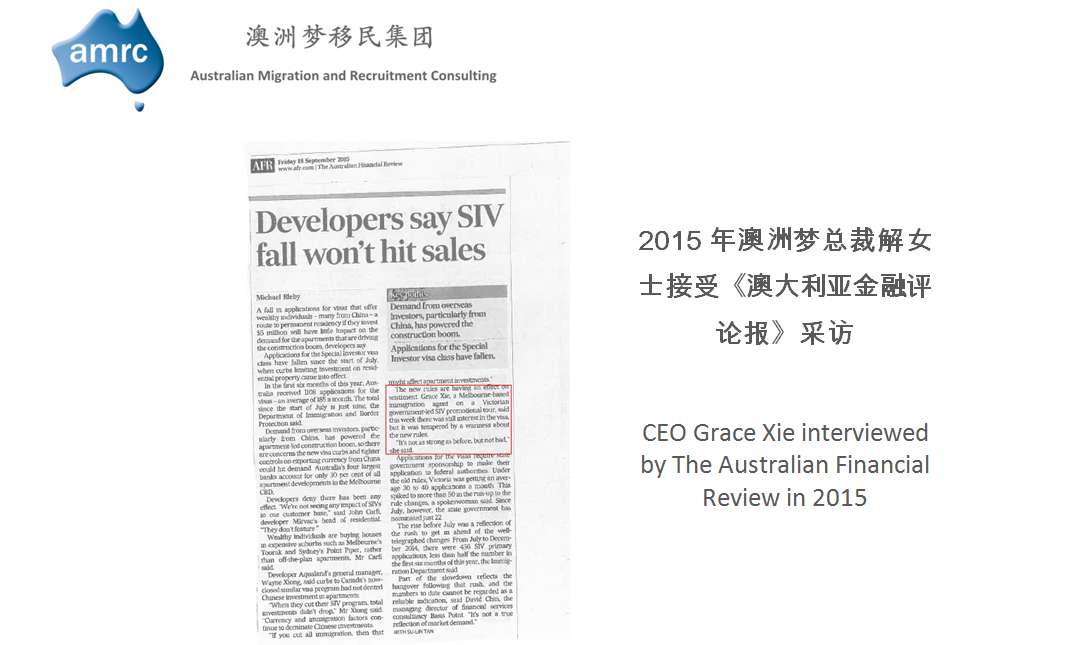 amrc
澳洲梦移民集团
Australian Migration and Recruitment Consulting
AFR
Friday 18 September 2015
www.afr.com | The Australian Financial Review
Developers say SIV
fall won't hit sales
Michael Bleby
A fall in applications for visas that offer
wealthy individuals – many from China – a
route to permanent residency if they invest
$5 million will have little impact on the
demand for the apartments that are driving
the construction boom, developers say.
Applications for the Special Investor visa
class have fallen since the start of July,
when curbs limiting investment on resid-
ential property came into effect.
In the first six months of this year, Aus-
tralia received 1108 applications for the
visas – an average of 185 a month. The total
since the start of July is just nine, the
Department of Immigration and Border
Protection said.
Demand from overseas investors, partic-
ularly from China, has powered the
apartment-led construction boom, so there
are concerns the new visa curbs and tighter
controls on exporting currency from China
could hit demand. Australia's four largest
banks account for only 30 per cent of all
apartment developments in the Melbourne
CBD.
Developers deny there has been any
effect. "We're not seeing any impact of SIVs
in our customer base," said John Carfi,
developer Mirvac's head of residential.
"They don't feature."
Wealthy individuals are buying houses
in expensive suburbs such as Melbourne's
Toorak and Sydney's Point Piper, rather
than off-the-plan apartments, Mr Carfi
said.
Developer Aqualand's general manager,
Wayne Xiong, said curbs to Canada's now-
closed similar visa program had not dented
Chinese investment in apartments.
"When they cut their SIV program, total
investments didn't drop," Mr Xiong said.
"Currency and immigration factors con-
tinue to dominate Chinese investments.
"If you cut all immigration, then that
Key points
Demand from overseas
investors, particularly from
China, has powered the
construction boom.
Applications for the Special
Investor visa class have fallen.
might affect apartment investments."
The new rules are having an effect on
sentiment. Grace Xie, a Melbourne-based
immigration agent on a Victorian
government-led SIV promotional tour, said
this week there was still interest in the visa,
but it was tempered by a wariness about
the new rules.
"It's not as strong as before, but not bad,"
she said.
Applications for the visas require state
government sponsorship to make their
application to federal authorities. Under
the old rules, Victoria was getting an aver-
age 30 to 40 applications a month. This
spiked to more than 50 in the run-up to the
rule changes, a spokeswoman said. Since
July, however, the state government has
nominated just 22.
The rise before July was a reflection of
the rush to get in ahead of the well-
telegraphed changes. From July to Decem-
ber 2014, there were 436 SIV primary
applications, less than half the number in
the first six months of this year, the Immig-
ration Department said.
Part of the slowdown reflects the
hangover following that rush, and the
numbers to date cannot be regarded as a
reliable indication, said David Chin, the
managing director of financial services
consultancy Basis Point. "It's not a true
reflection of market demand."
WITH SU-LIN TAN
2015 年澳洲梦总裁解女
士接受《澳大利亚金融评
论报》采访
CEO Grace Xie interviewed
by The Australian Financial
Review in 2015